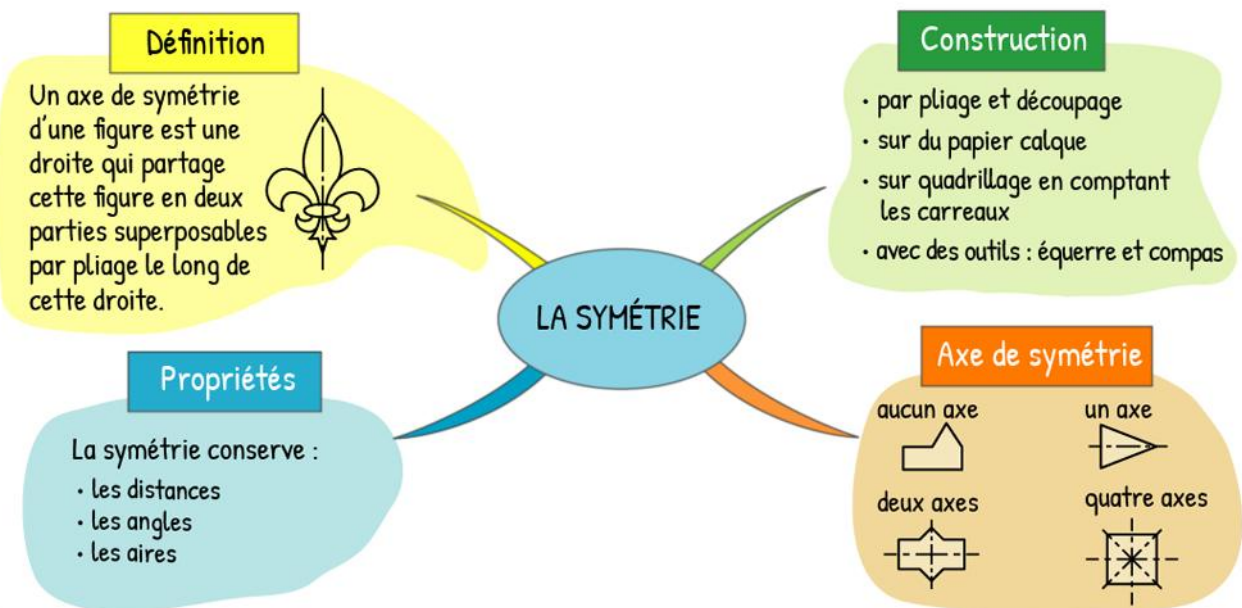 Définition
Un axe de symétrie
d'une figure est une
droite qui partage
cette figure en deux
parties superposables
par pliage le long de
cette droite.
Construction
• par pliage et découpage
• sur du papier calque
• sur quadrillage en comptant
les carreaux
• avec des outils : équerre et compas
LA SYMÉTRIE
Propriétés
La symétrie conserve :
• les distances
• les angles
• les aires
Axe de symétrie
aucun axe
un axe
deux axes
quatre axes